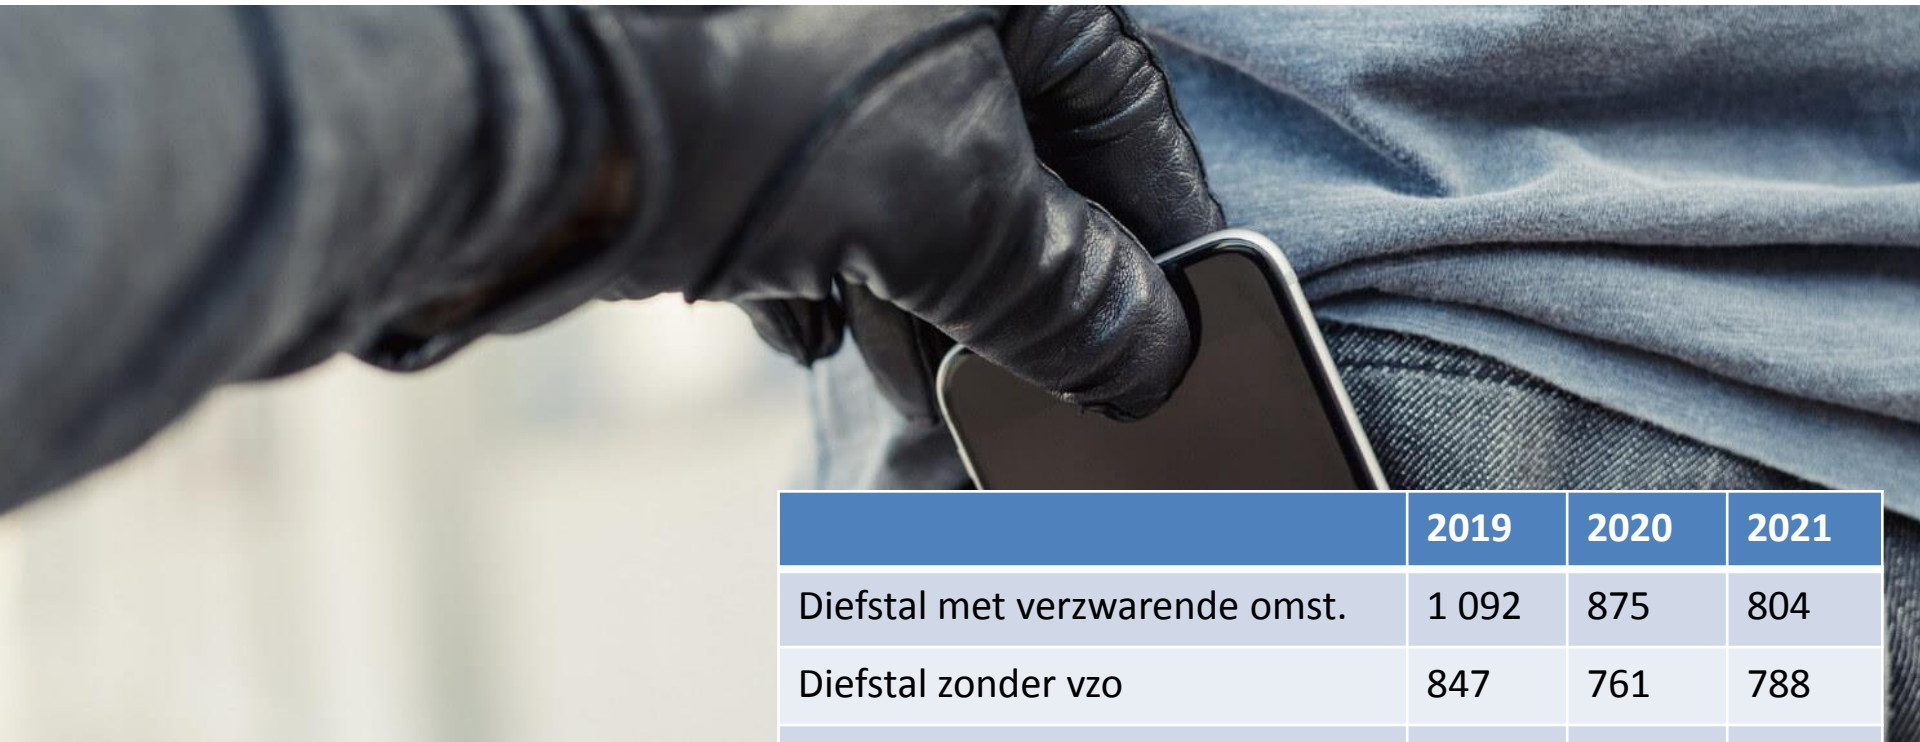 2019 2020 2021
Diefstal met verzwarende omst. 1 092 875 804
Diefstal zonder vzo 847 761 788